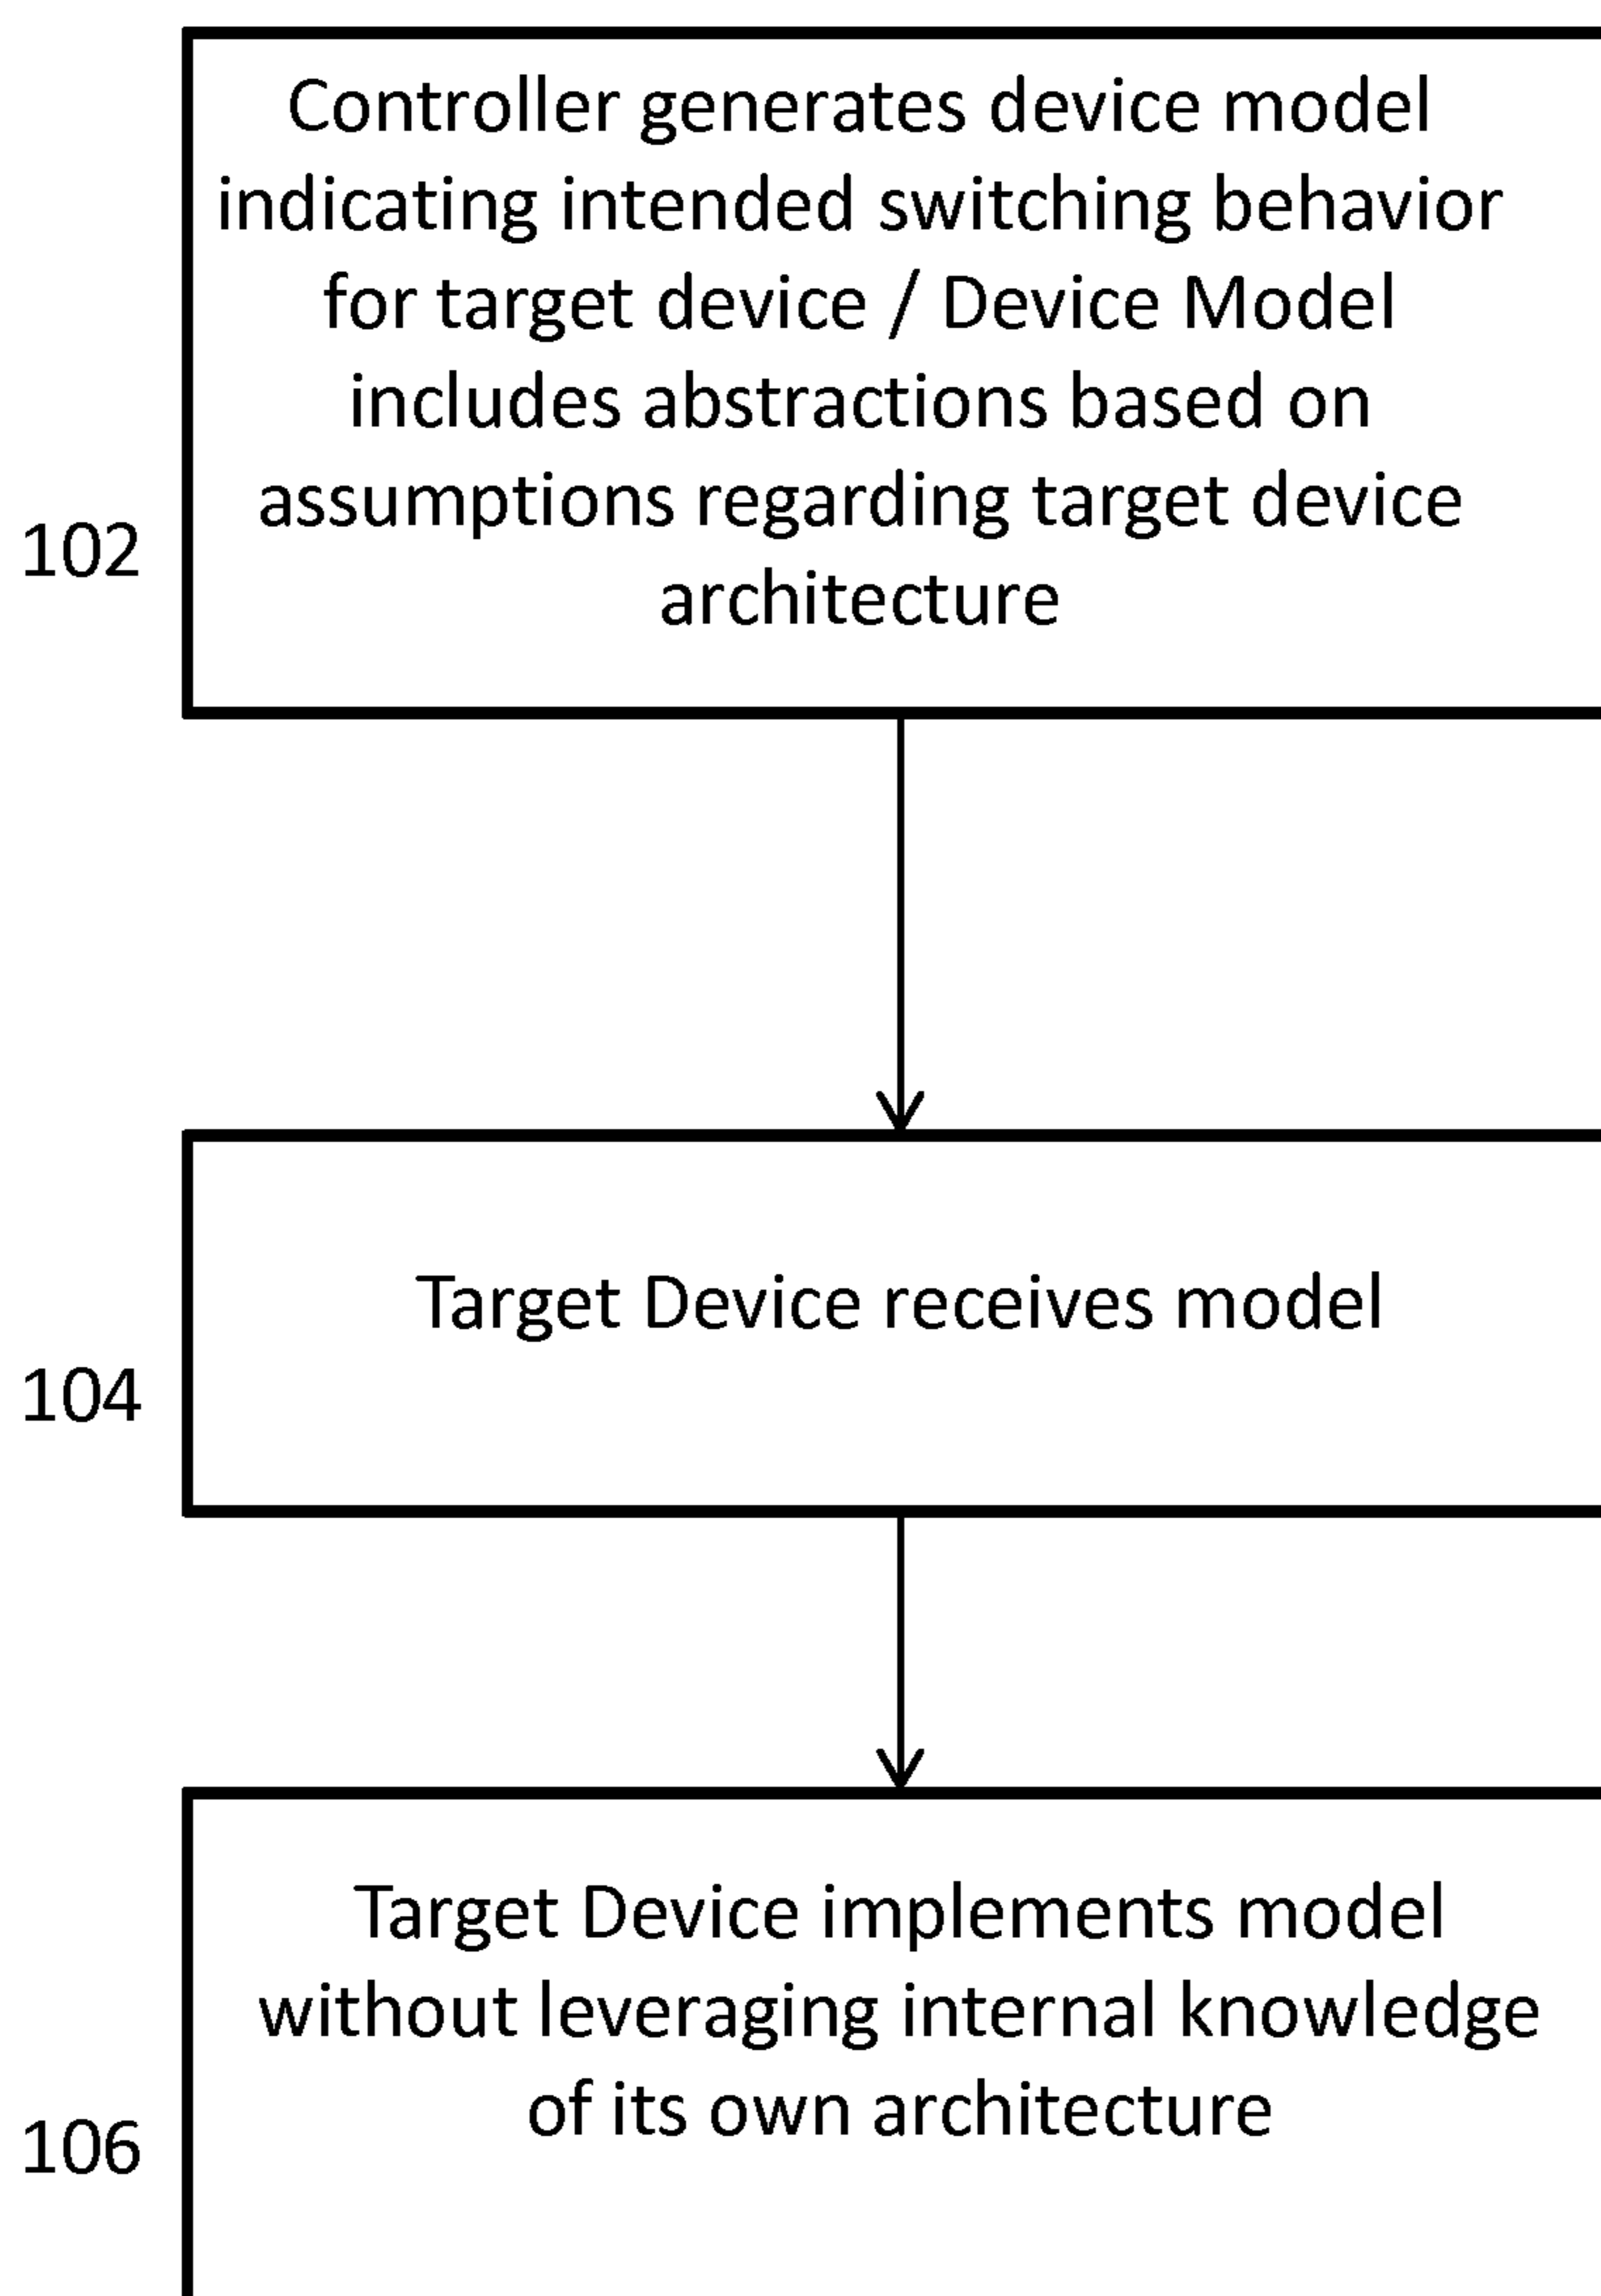 Controller generates device model
indicating intended switching behavior
for target device / Device Model
includes abstractions based on
assumptions regarding target device
architecture
102
Target Device receives model
104
Target Device implements model
without leveraging internal knowledge
of its own architecture
106